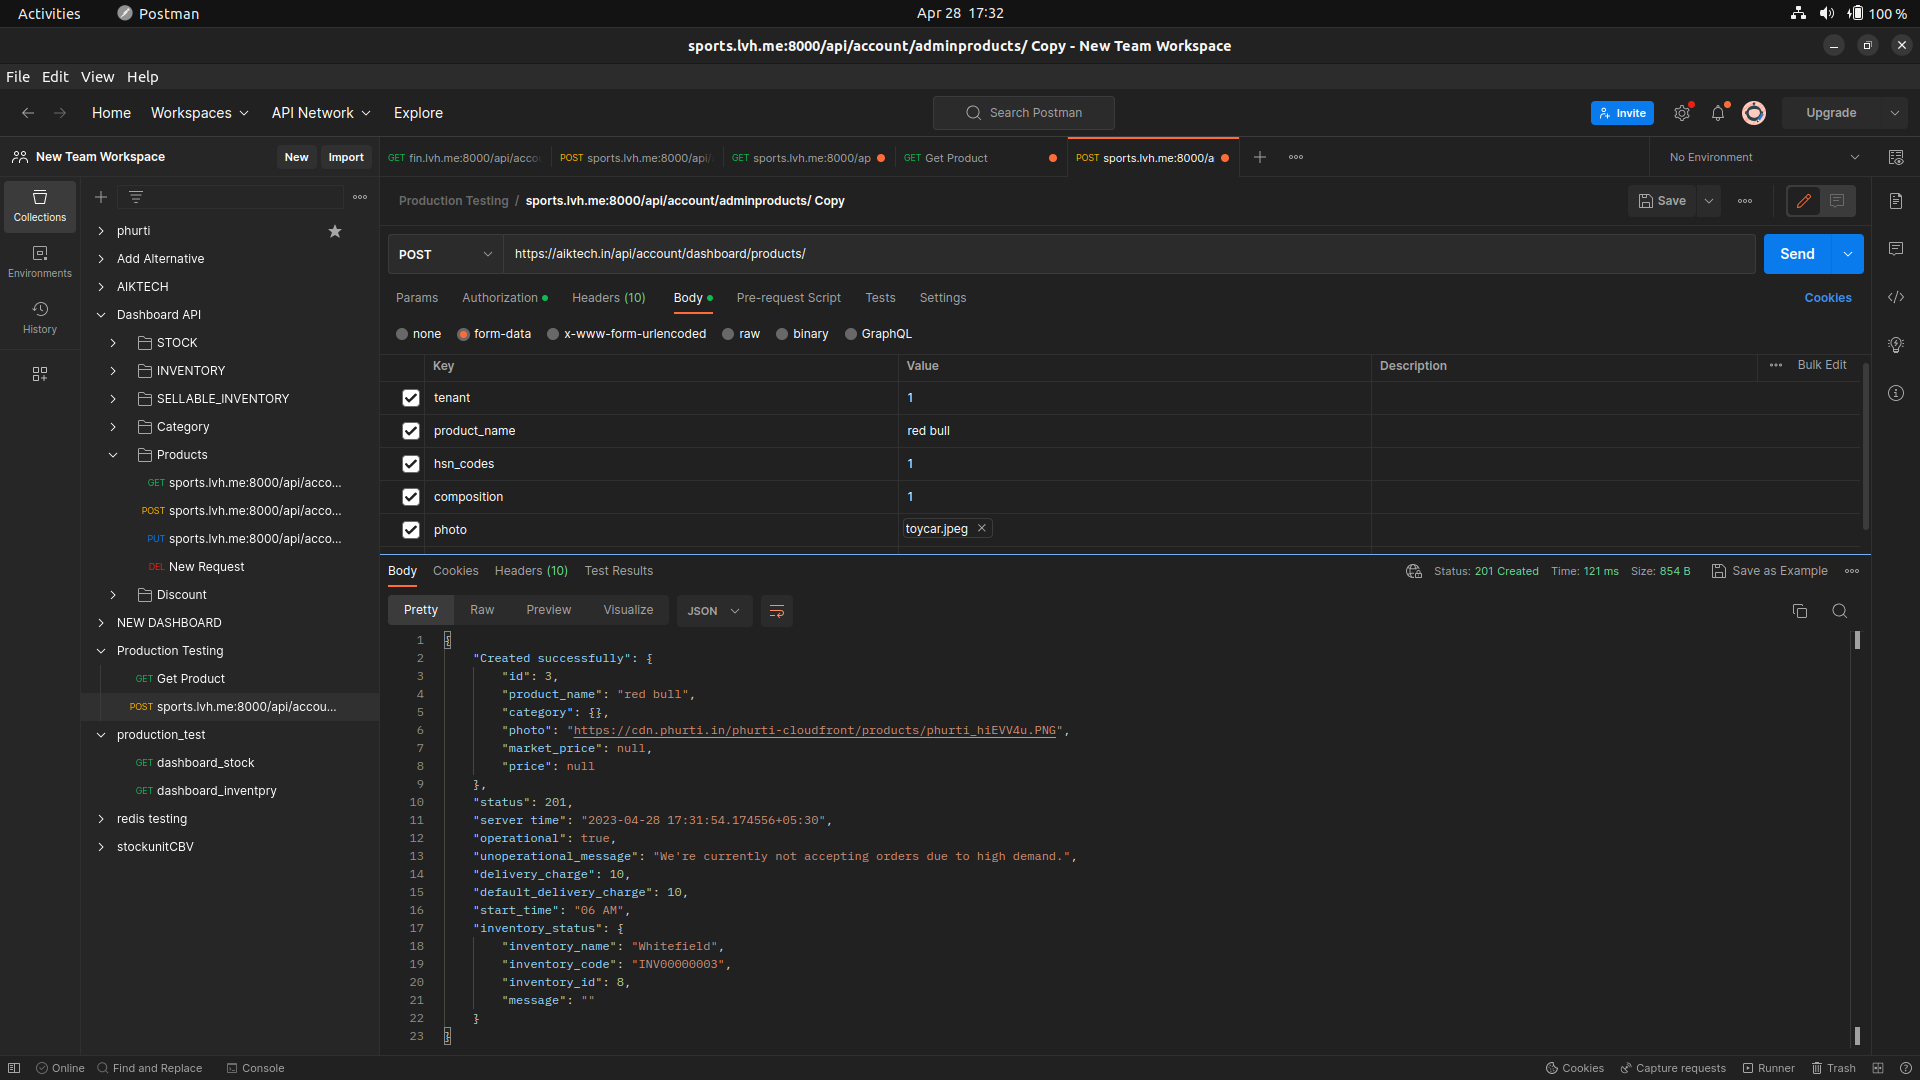 Activities Postman Apr 28 17:32 100 %
sports.lvh.me:8000/api/account/adminproducts/ Copy - New Team Workspace
File Edit View Help
Home Workspaces API Network Explore Search Postman Invite Upgrade
New Team Workspace New Import
GET fin.lvh.me:8000/api/acco POST sports.lvh.me:8000/api/ GET sports.lvh.me:8000/ap GET Get Product POST sports.lvh.me:8000/a No Environment
Collections
Environments
History
phurti
Add Alternative
AIKTECH
Dashboard API
STOCK
INVENTORY
SELLABLE_INVENTORY
Category
Products
GET sports.lvh.me:8000/api/acco...
POST sports.lvh.me:8000/api/acco...
PUT sports.lvh.me:8000/api/acco...
DEL New Request
Discount
NEW DASHBOARD
Production Testing
GET Get Product
POST sports.lvh.me:8000/api/accou...
production_test
GET dashboard_stock
GET dashboard_inventpry
redis testing
stockunitCBV
Production Testing / sports.lvh.me:8000/api/account/adminproducts/ Copy Save
POST https://aiktech.in/api/account/dashboard/products/ Send
Params Authorization Headers (10) Body Pre-request Script Tests Settings Cookies
none form-data x-www-form-urlencoded raw binary GraphQL
Key Value Description Bulk Edit
tenant 1
product_name red bull
hsn_codes 1
composition 1
photo toycar.jpeg
Body Cookies Headers (10) Test Results Status: 201 Created Time: 121 ms Size: 854 B Save as Example
Pretty Raw Preview Visualize JSON
1 {
2 "Created successfully": {
3 "id": 3,
4 "product_name": "red bull",
5 "category": {},
6 "photo": "https://cdn.phurti.in/phurti-cloudfront/products/phurti_hiEVV4u.PNG",
7 "market_price": null,
8 "price": null
9 },
10 "status": 201,
11 "server time": "2023-04-28 17:31:54.174556+05:30",
12 "operational": true,
13 "unoperational_message": "We're currently not accepting orders due to high demand.",
14 "delivery_charge": 10,
15 "default_delivery_charge": 10,
16 "start_time": "06 AM",
17 "inventory_status": {
18 "inventory_name": "Whitefield",
19 "inventory_code": "INV00000003",
20 "inventory_id": 8,
21 "message": ""
22 }
23 }
Online Find and Replace Console Cookies Capture requests Runner Trash